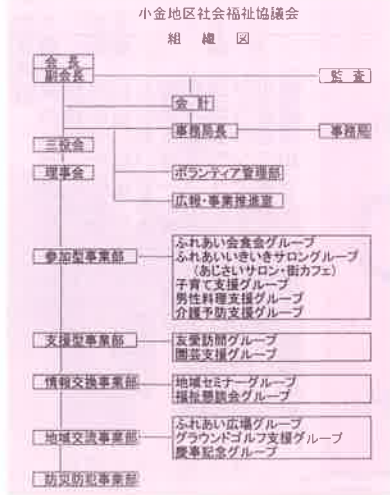 小金地区社会福祉協議会
組織図
会長
副会長
監査
会計
事務局長
事務局
三役会
理事会
ボランティア管理部
広報・事業推進室
参加型事業部
ふれあい会食会グループ
ふれあいいきいきサロングループ
(あじさいサロン・街カフェ)
子育て支援グループ
男性料理支援グループ
介護予防支援グループ
支援型事業部
友愛訪問グループ
園芸支援グループ
情報交換事業部
地域セミナーグループ
福祉懇談会グループ
地域交流事業部
ふれあい広場グループ
グラウンドゴルフ支援グループ
慶事記念グループ
防災防犯事業部